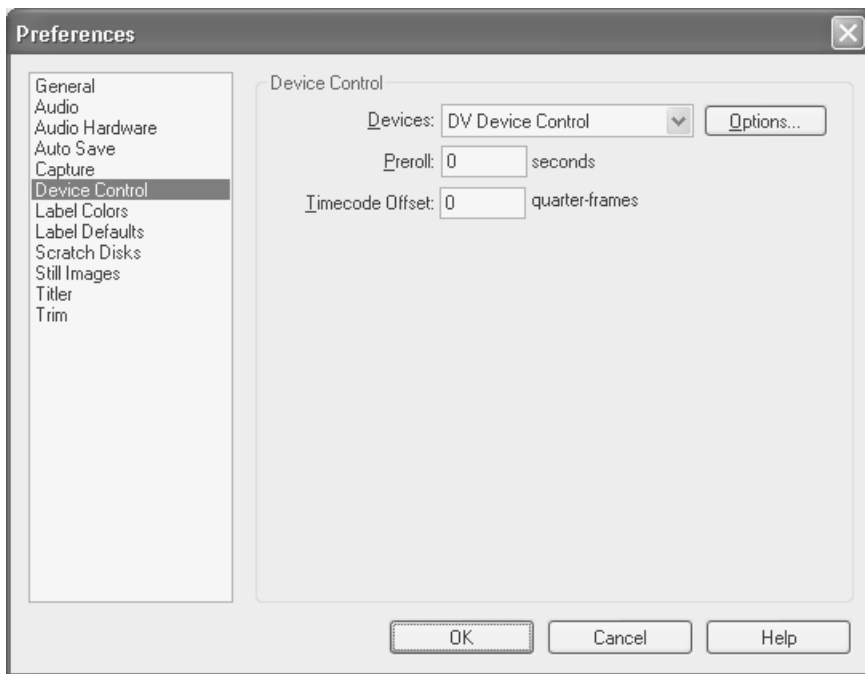 Preferences
General
Audio
Audio Hardware
Auto Save
Capture
Device Control
Label Colors
Label Defaults
Scratch Disks
Still Images
Titler
Trim
Device Control
Devices: DV Device Control Options...
Preroll: 0 seconds
Timecode Offset: 0 quarter-frames
OK Cancel Help